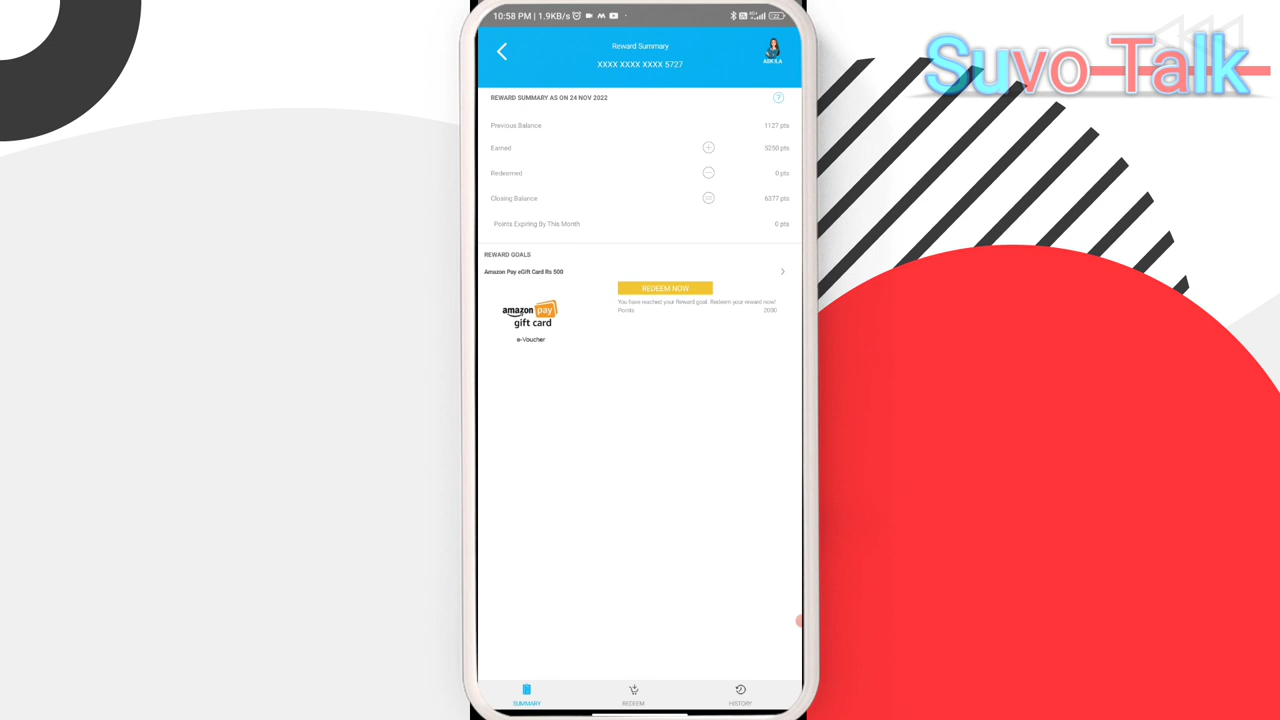 10:58 PM | 1.9KB/s
Suvo-Talk
Reward Summary
XXXX XXXX XXXX 5727
ASK ILA
REWARD SUMMARY AS ON 24 NOV 2022 ?
Previous Balance 1127 pts
Earned 5250 pts
Redeemed 0 pts
Closing Balance 6377 pts
Points Expiring By This Month 0 pts
REWARD GOALS
Amazon Pay eGift Card Rs 500
REDEEM NOW
You have reached your Reward goal. Redeem your reward now!
Points 2000
amazon pay
gift card
e-Voucher
SUMMARY REDEEM HISTORY